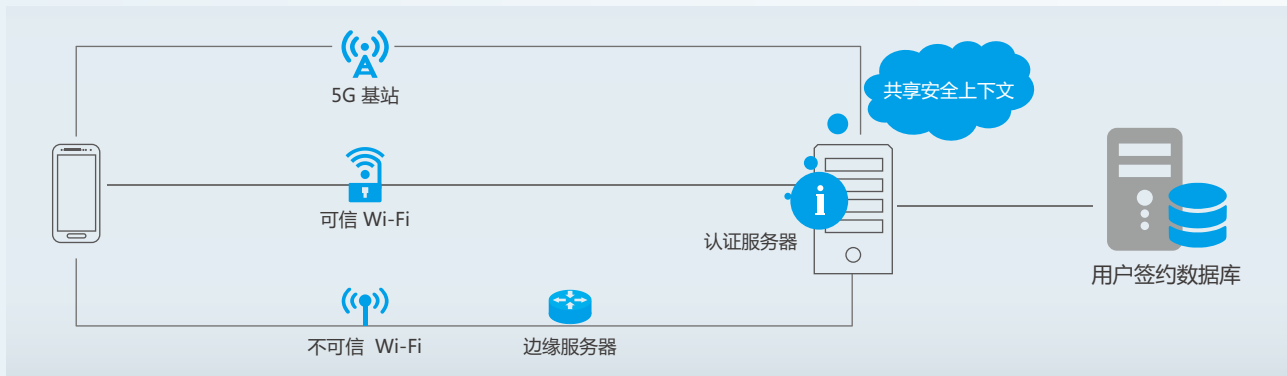 5G 基站
共享安全上下文
可信 Wi-Fi
i
认证服务器
用户签约数据库
不可信 Wi-Fi
边缘服务器